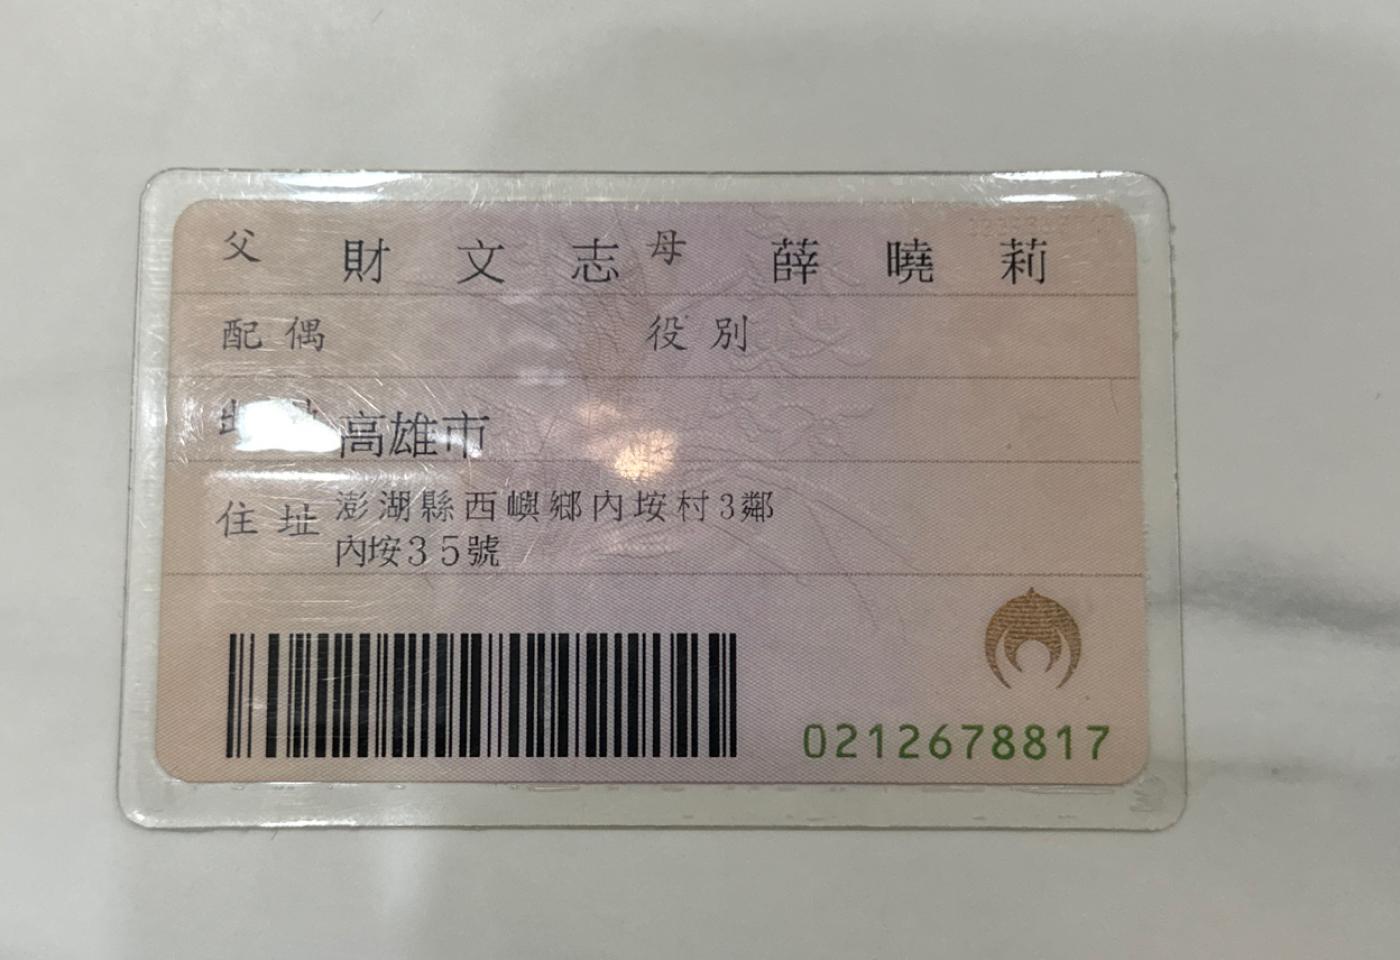 父 財文志 母 薛曉莉
配偶 役別
高雄市
住址 澎湖縣西嶼鄉內垵村3鄰
內垵35號
0212678817